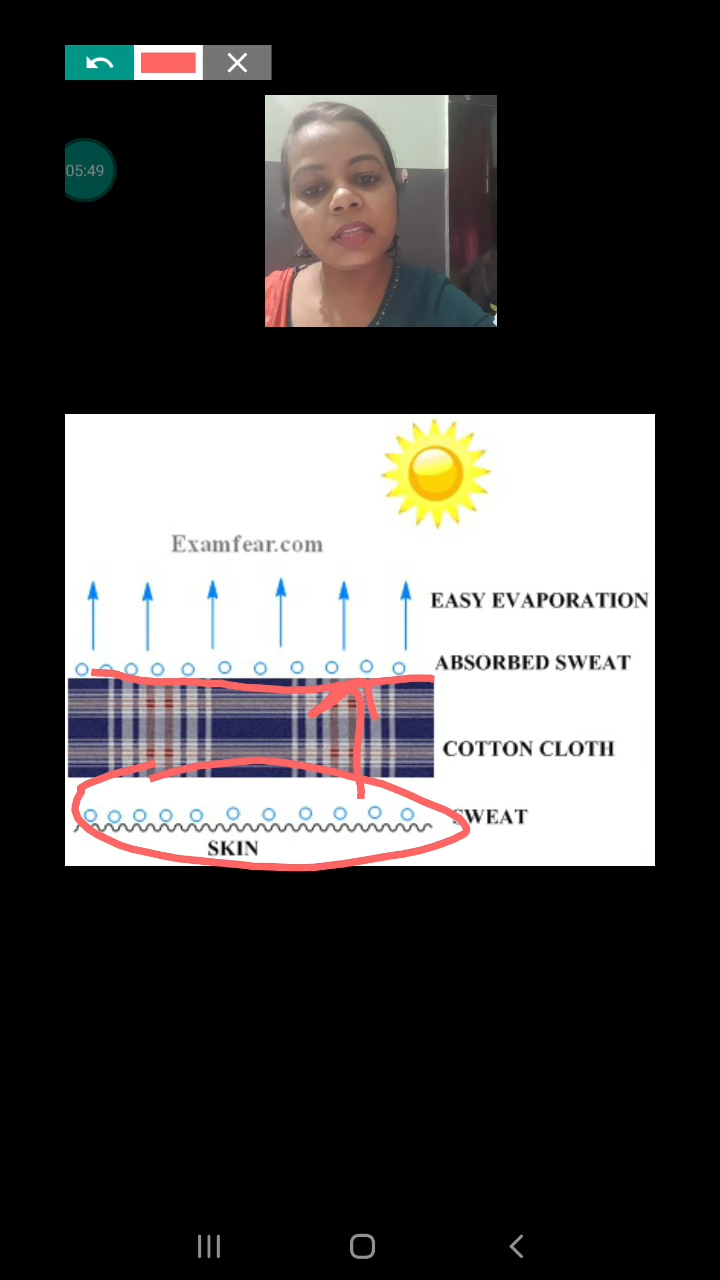 05:49
Examfear.com
EASY EVAPORATION
ABSORBED SWEAT
COTTON CLOTH
SWEAT
SKIN